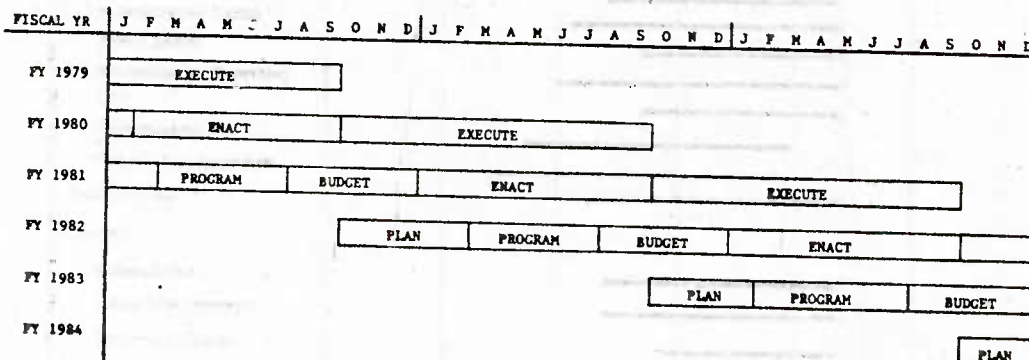 FISCAL YR J F M A M J J A S O N D J F M A M J J A S O N D J F M A M J J A S O N D
FY 1979 EXECUTE
FY 1980 ENACT EXECUTE
FY 1981 PROGRAM BUDGET ENACT EXECUTE
FY 1982 PLAN PROGRAM BUDGET ENACT
FY 1983 PLAN PROGRAM BUDGET
FY 1984 PLAN